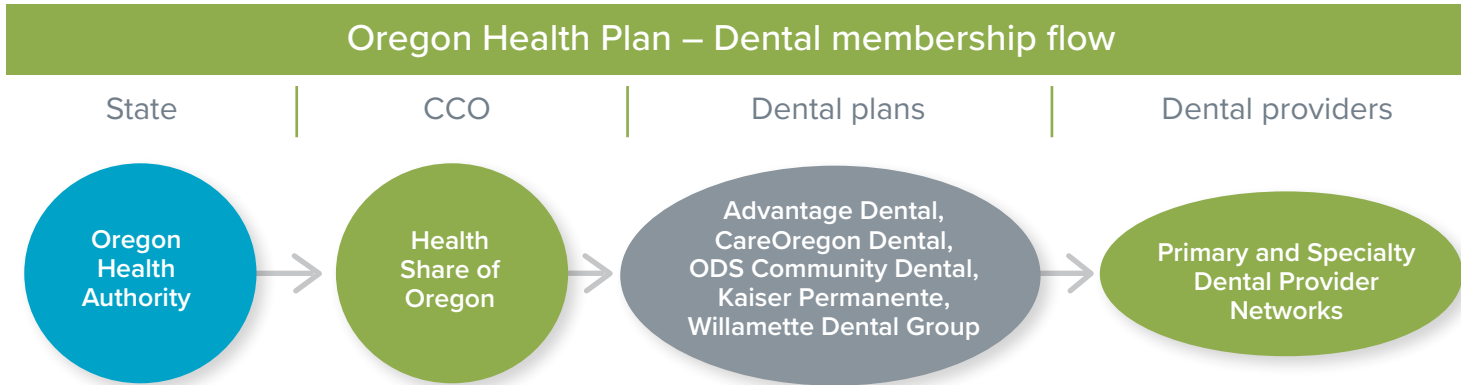 Oregon Health Plan – Dental membership flow
State
CCO
Dental plans
Dental providers
Oregon
Health
Authority
Health
Share of
Oregon
Advantage Dental,
CareOregon Dental,
ODS Community Dental,
Kaiser Permanente,
Willamette Dental Group
Primary and Specialty
Dental Provider
Networks